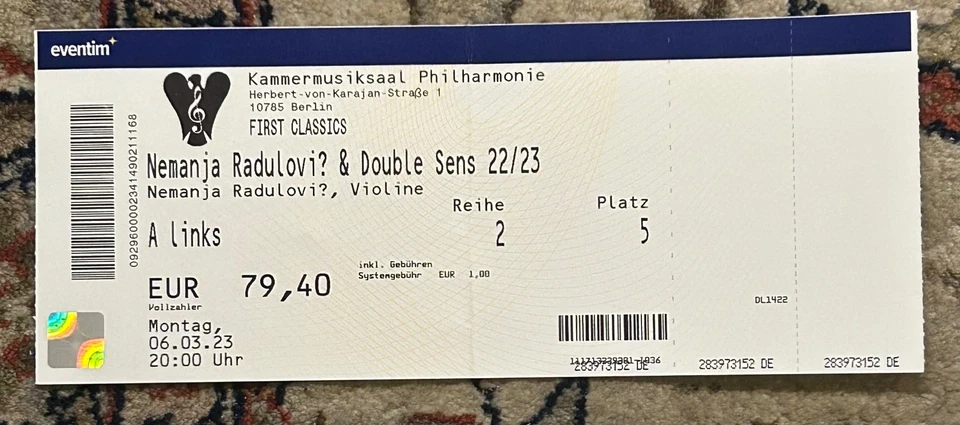 eventim
Kammermusiksaal Philharmonie
Herbert-von-Karajan-Straße 1
10785 Berlin
FIRST CLASSICS
Nemanja Radulovi? & Double Sens 22/23
Nemanja Radulovi?, Violine
Reihe Platz
A links 2 5
EUR 79,40
inkl. Gebühren
Systemgebühr EUR 1,00
Vollzahler
Montag,
06.03.23
20:00 Uhr
0929600002341490211168
DL1422
283973152 DE
283973152 DE
283973152 DE